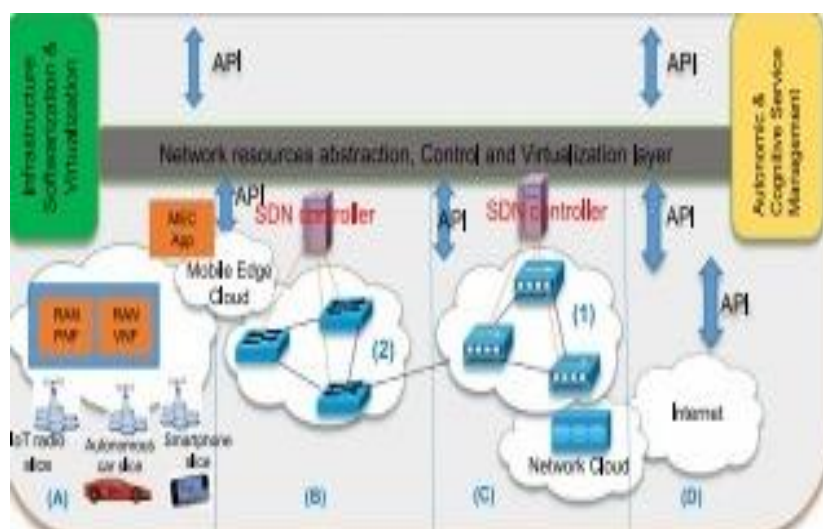 Infrastructure
Softwarization &
Virtualization
API
API
Autonomic &
Cognitive Service
Management
Network resources abstraction, Control and Virtualization layer
API
SDN controller
API
SDN controller
API
MEC
App
Mobile Edge
Cloud
RAN
PNF
RAN
VNF
(2)
(1)
API
IoT radio
slice
Autonomous
car slice
Smartphone
slice
Internet
Network Cloud
(A)
(B)
(C)
(D)